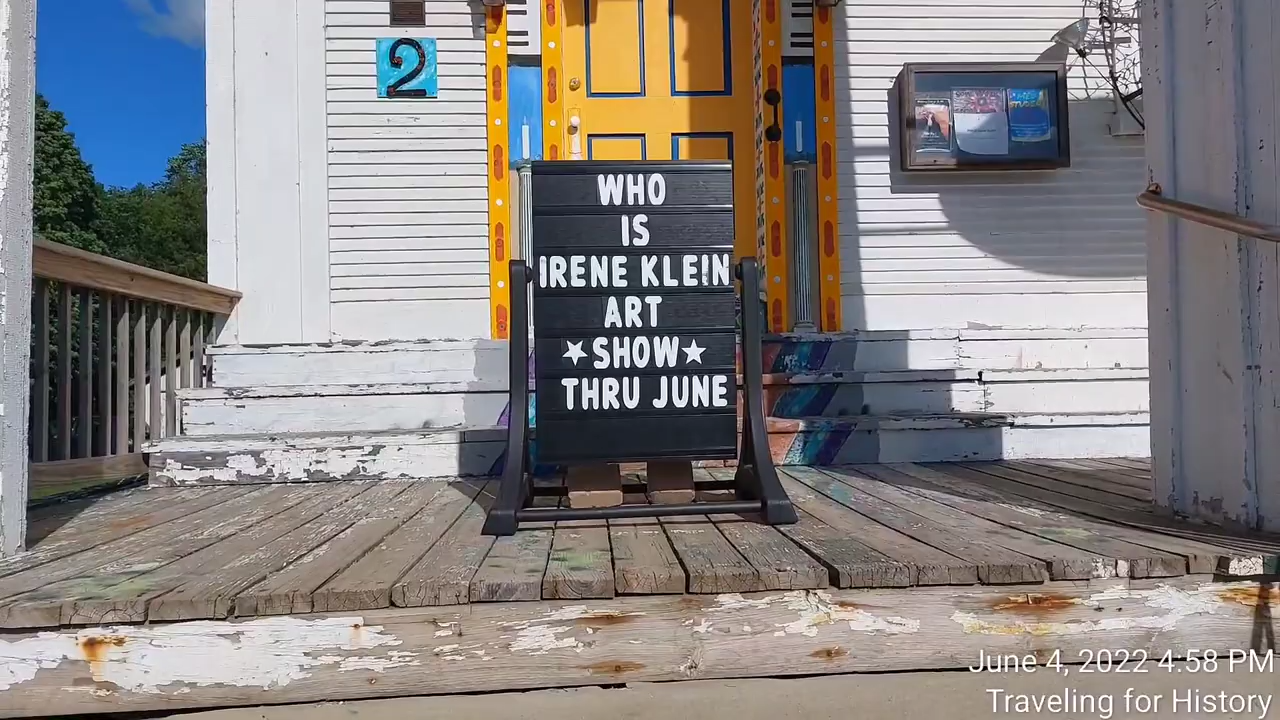 2
WHO
IS
IRENE KLEIN
ART
★SHOW★
THRU JUNE
June 4, 2022 4:58 PM
Traveling for History